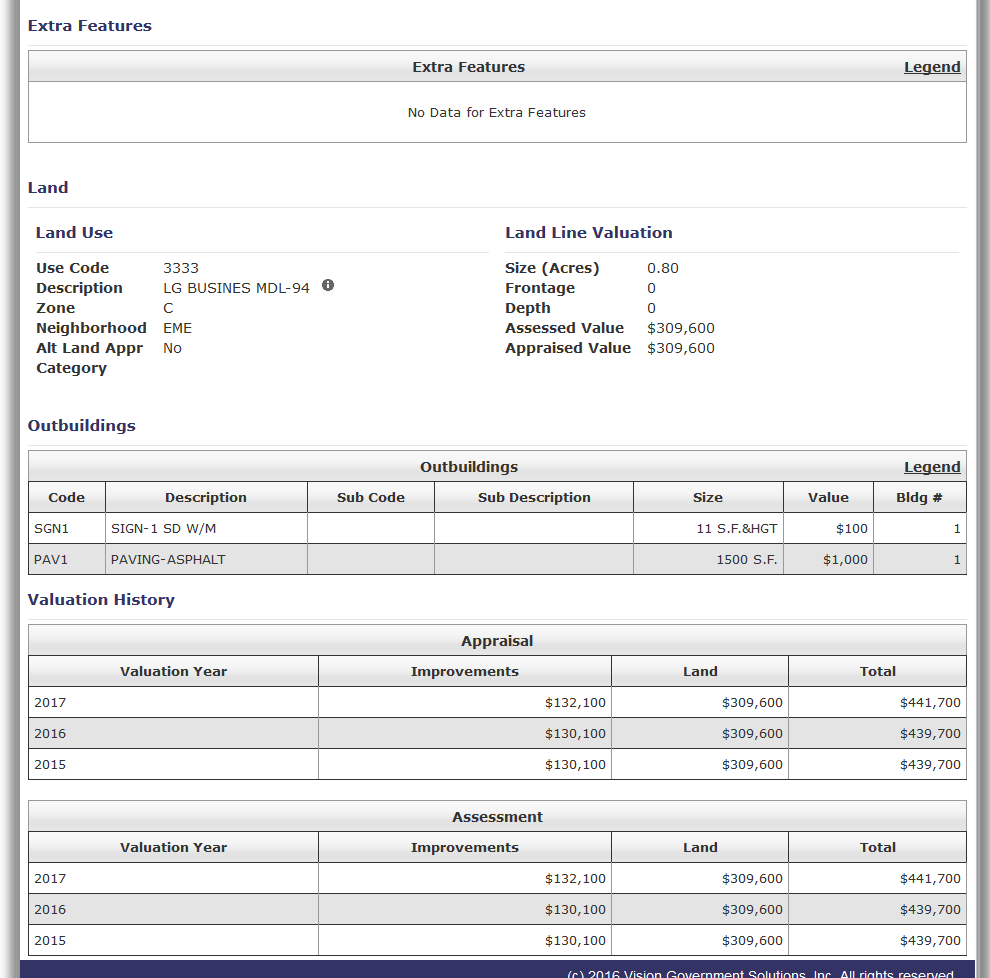 Extra Features
Extra Features Legend
No Data for Extra Features
Land
Land Use
Use Code 3333
Description LG BUSINES MDL-94
Zone C
Neighborhood EME
Alt Land Appr No
Category
Land Line Valuation
Size (Acres) 0.80
Frontage 0
Depth 0
Assessed Value $309,600
Appraised Value $309,600
Outbuildings
Outbuildings Legend
Code Description Sub Code Sub Description Size Value Bldg #
SGN1 SIGN-1 SD W/M 11 S.F.&HGT $100 1
PAV1 PAVING-ASPHALT 1500 S.F. $1,000 1
Valuation History
Appraisal
Valuation Year Improvements Land Total
2017 $132,100 $309,600 $441,700
2016 $130,100 $309,600 $439,700
2015 $130,100 $309,600 $439,700
Assessment
Valuation Year Improvements Land Total
2017 $132,100 $309,600 $441,700
2016 $130,100 $309,600 $439,700
2015 $130,100 $309,600 $439,700
(c) 2016 Vision Government Solutions, Inc. All rights reserved.